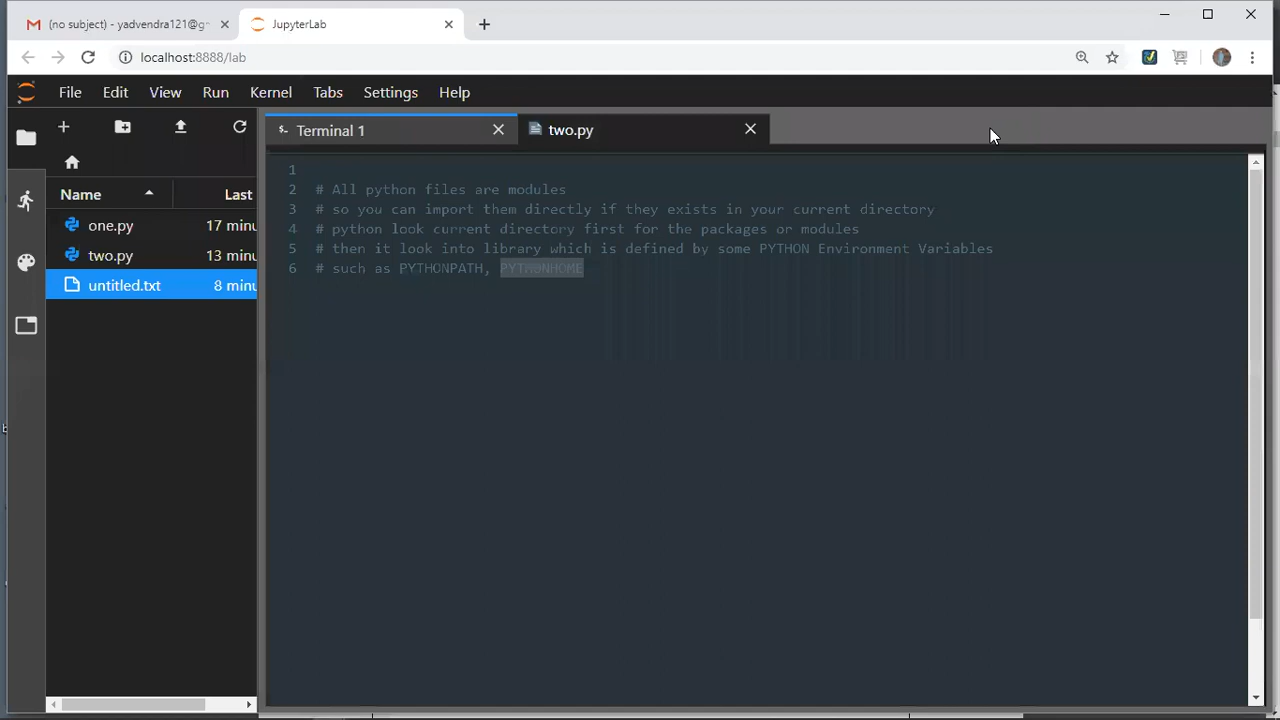 (no subject) - yadvendra121@g
JupyterLab
localhost:8888/lab
File Edit View Run Kernel Tabs Settings Help
Terminal 1
two.py
Name Last
one.py 17 minu
two.py 13 minu
untitled.txt 8 minu
1
2 # All python files are modules
3 # so you can import them directly if they exists in your current directory
4 # python look current directory first for the packages or modules
5 # then it look into library which is defined by some PYTHON Environment Variables
6 # such as PYTHONPATH, PYTHONHOME